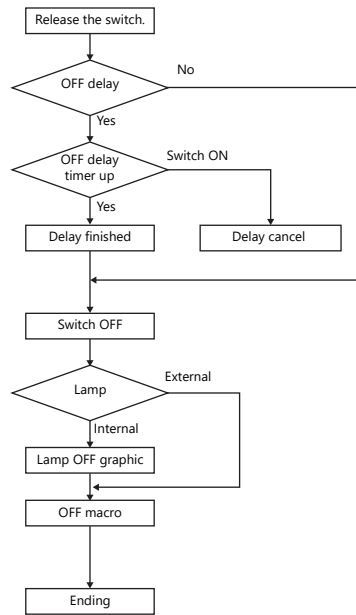 Release the switch.
OFF delay
No
Yes
OFF delay
timer up
Switch ON
Yes
Delay finished
Delay cancel
Switch OFF
Lamp
External
Internal
Lamp OFF graphic
OFF macro
Ending